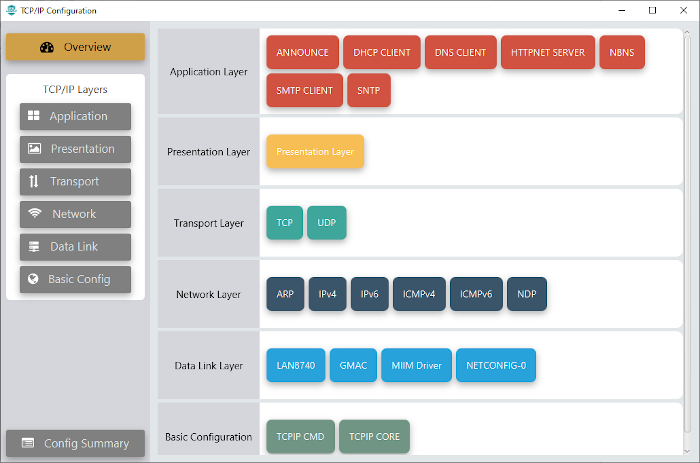 TCP/IP Configuration
Overview
TCP/IP Layers
Application
Presentation
Transport
Network
Data Link
Basic Config
Config Summary
Application Layer
ANNOUNCE DHCP CLIENT DNS CLIENT HTTPNET SERVER NBNS
SMTP CLIENT SNTP
Presentation Layer
Presentation Layer
Transport Layer
TCP UDP
Network Layer
ARP IPv4 IPv6 ICMPv4 ICMPv6 NDP
Data Link Layer
LAN8740 GMAC MIIM Driver NETCONFIG-0
Basic Configuration
TCPIP CMD TCPIP CORE